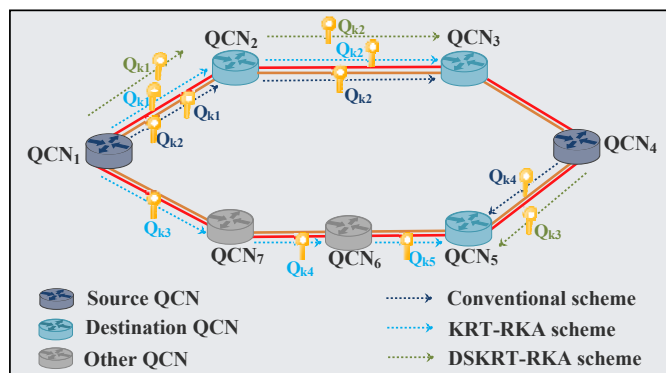 Qk2
QCN2
QCN3
Qk1
Qk2
Qk1
Qk2
Qk1
Qk2
QCN1
QCN4
Qk4
Qk3
Qk3
QCN7
Qk4
QCN6
Qk5
QCN5
Source QCN
Conventional scheme
Destination QCN
KRT-RKA scheme
Other QCN
DSKRT-RKA scheme